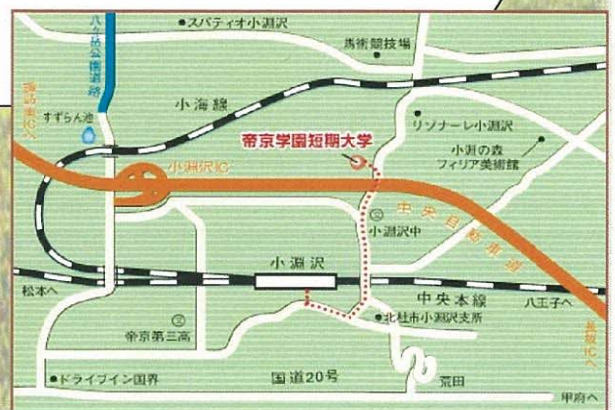 スパティオ小淵沢
八ヶ岳公園道路
馬術競技場
諏訪南ICへ
すずらん池
小海線
リゾナーレ小淵沢
帝京学園短期大学
小淵の森
フィリア美術館
小淵沢IC
中央自動車道
小淵沢中
小淵沢
松本へ
中央本線
八王子へ
北杜市小淵沢支所
長坂ICへ
帝京第三高
ドライブイン国界
国道20号
荒田
甲府へ